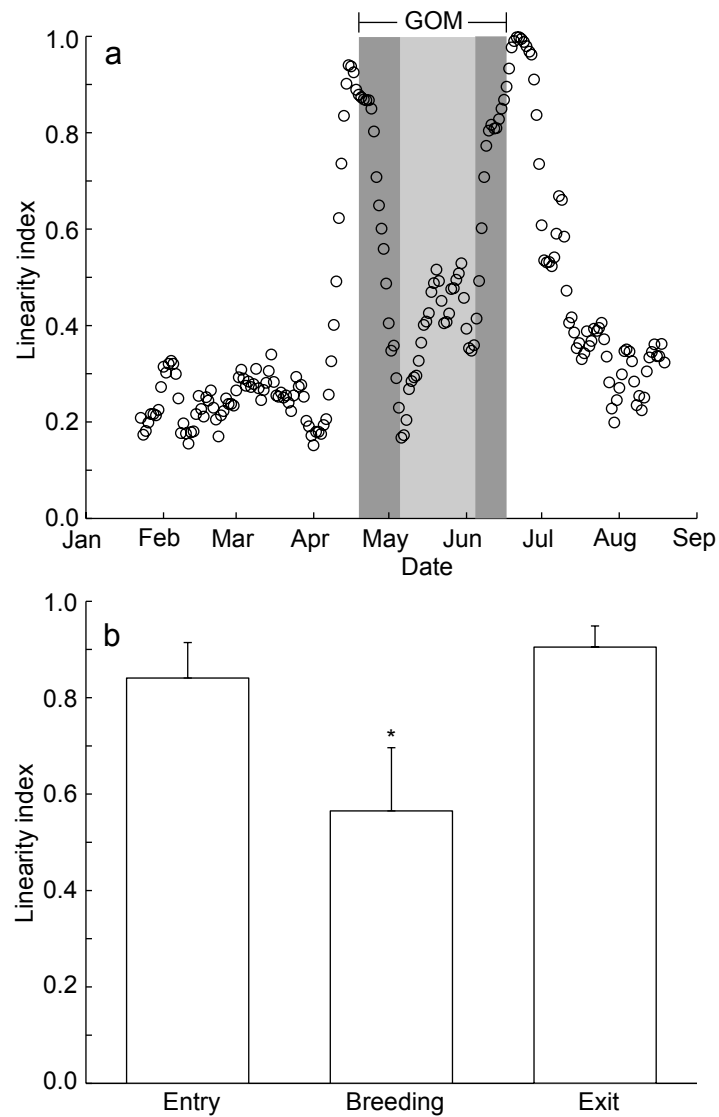 GOM
a
1.0
0.8
0.6
0.4
0.2
0.0
Linearity index
Jan Feb Mar Apr May Jun Jul Aug Sep
Date
b
1.0
0.8
0.6
0.4
0.2
0.0
Linearity index
*
Entry Breeding Exit